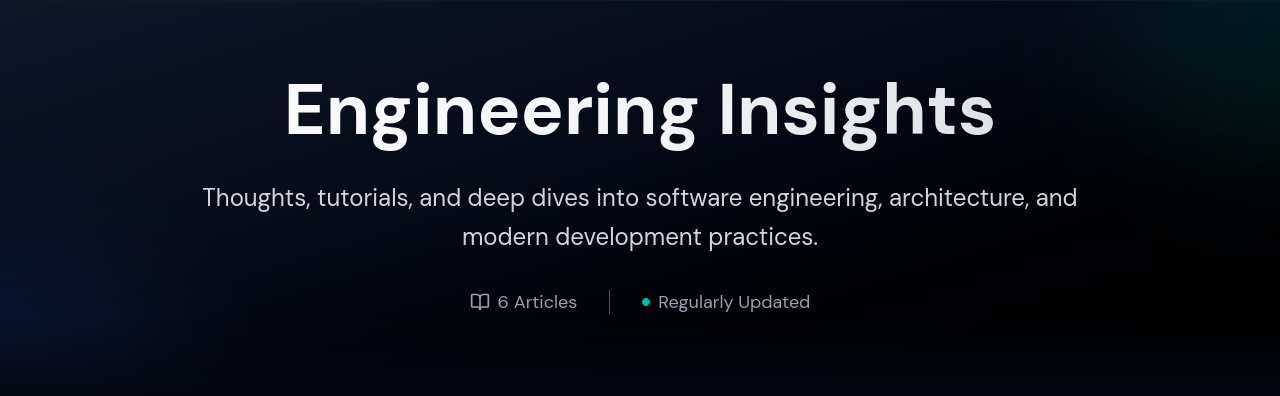 Engineering Insights
Thoughts, tutorials, and deep dives into software engineering, architecture, and
modern development practices.
6 Articles
Regularly Updated